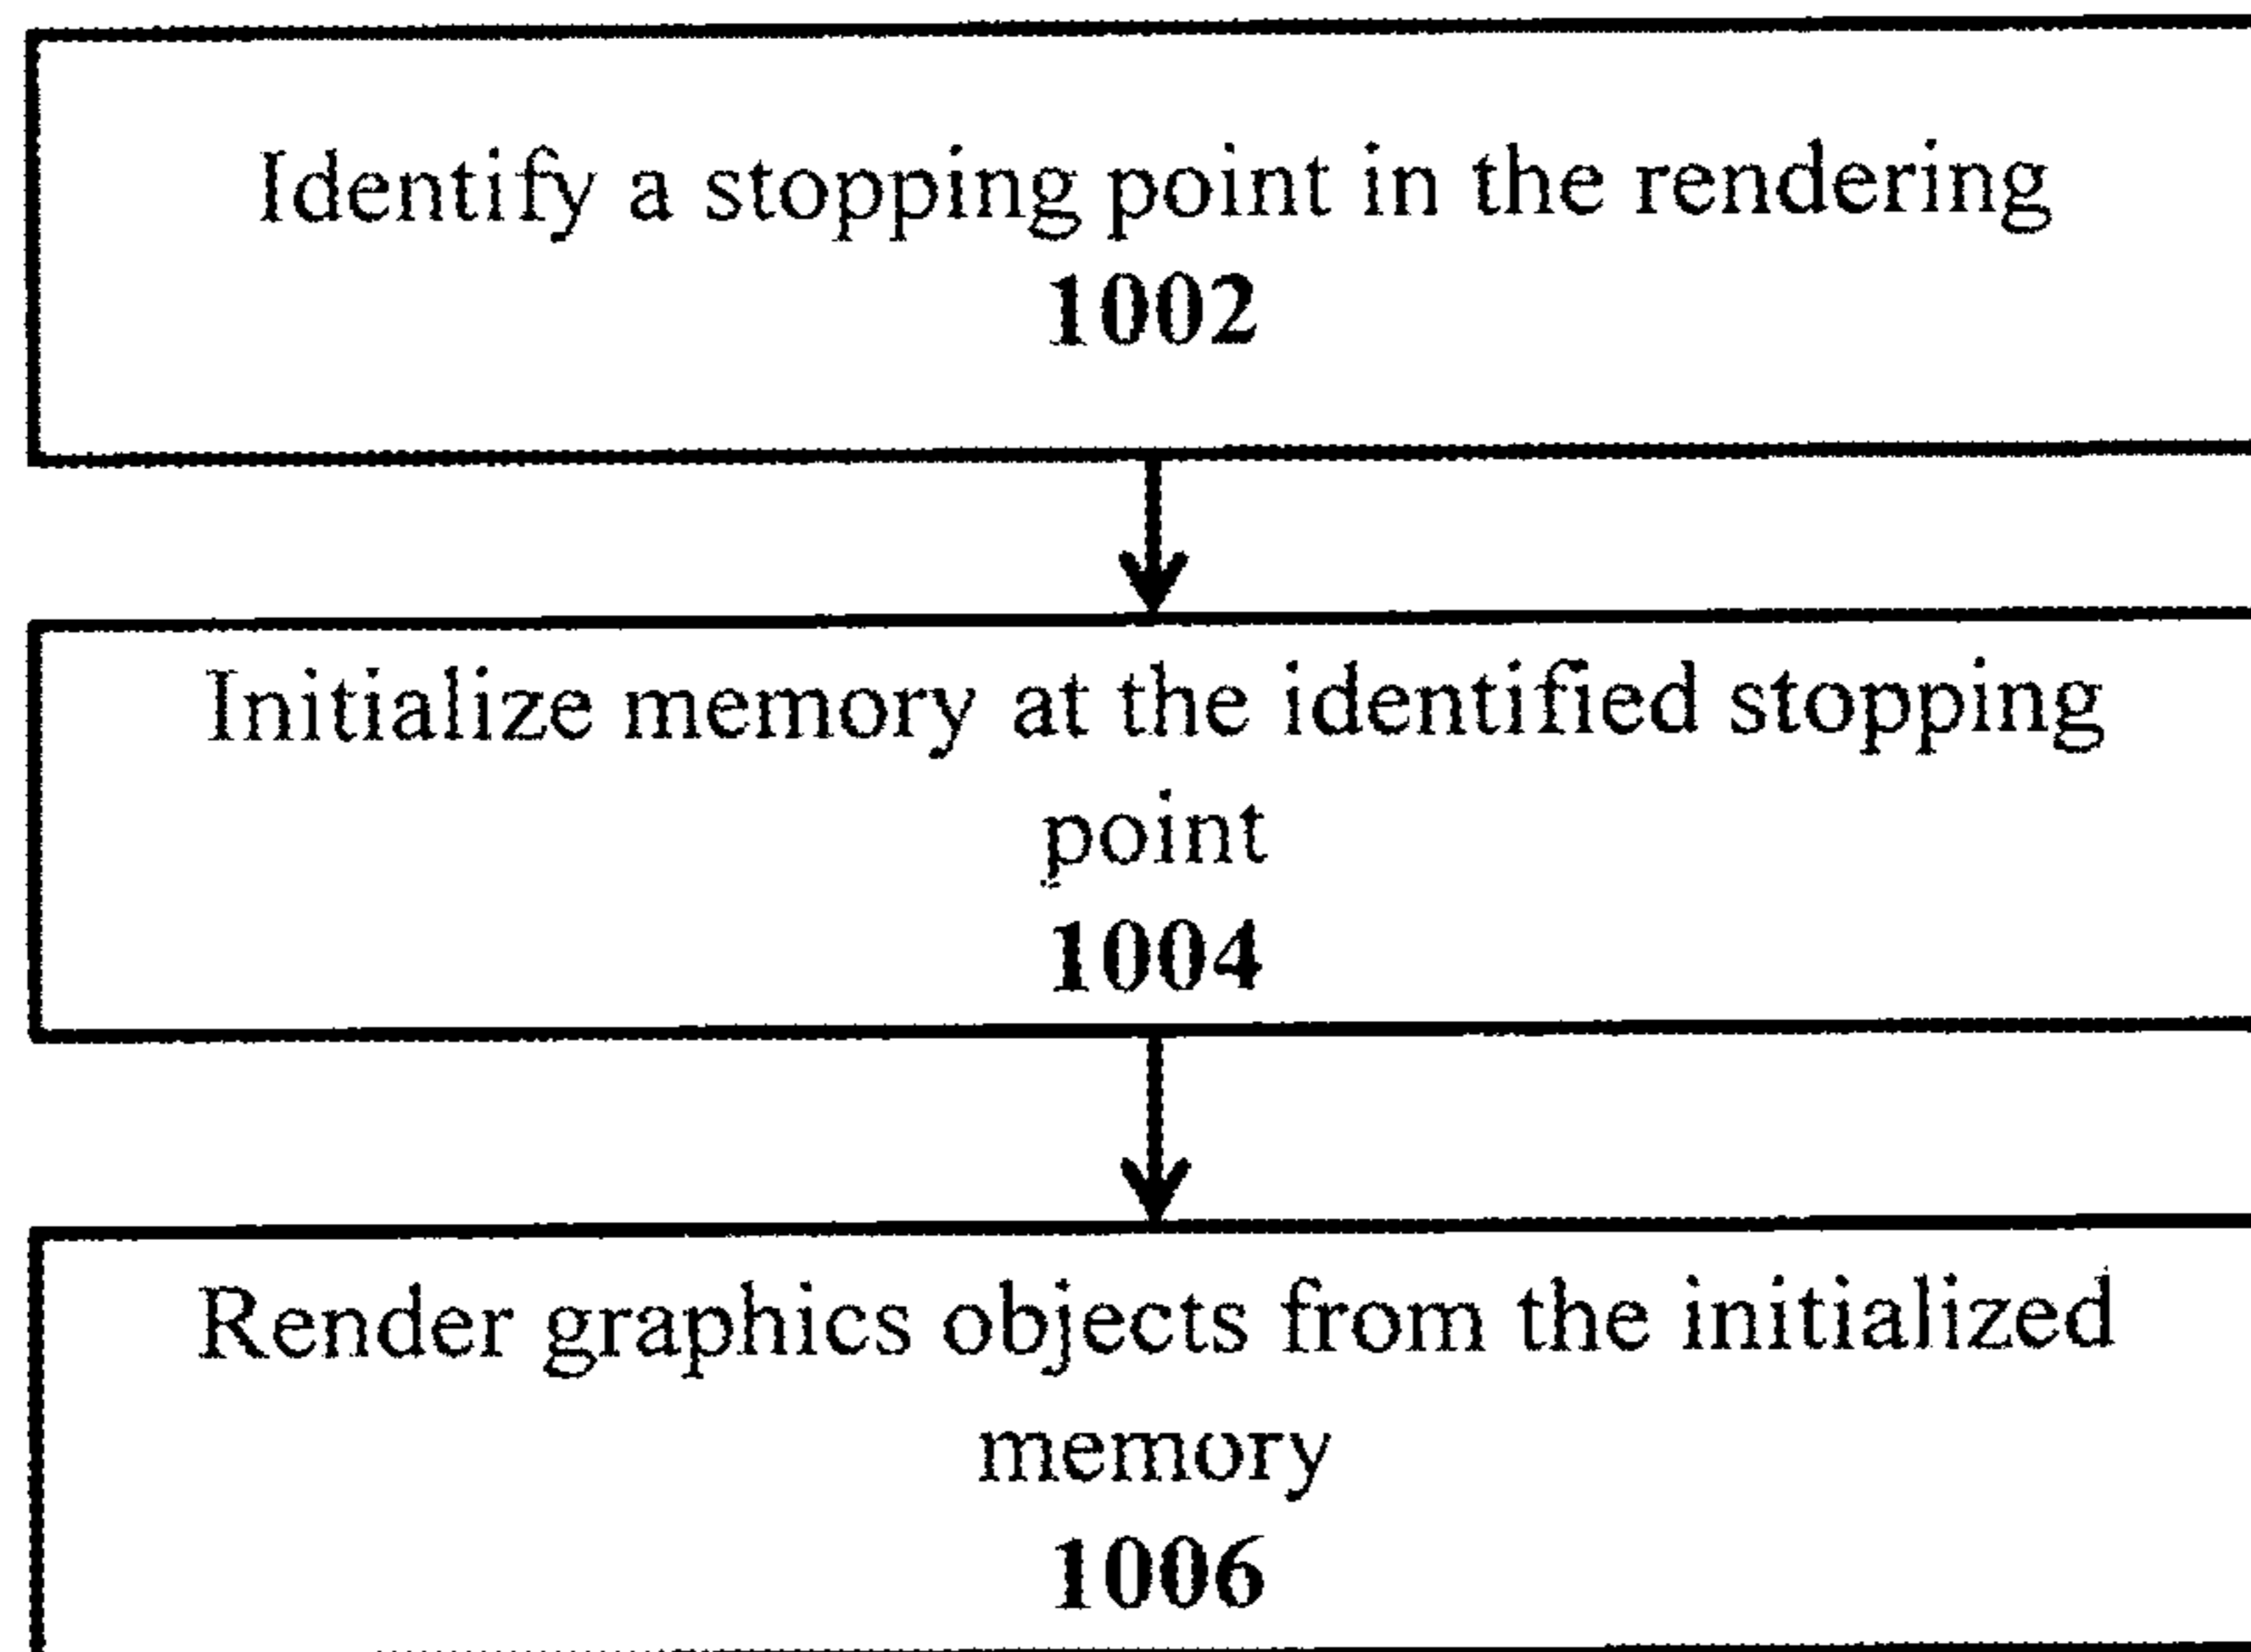 Identify a stopping point in the rendering
1002
Initialize memory at the identified stopping
point
1004
Render graphics objects from the initialized
memory
1006